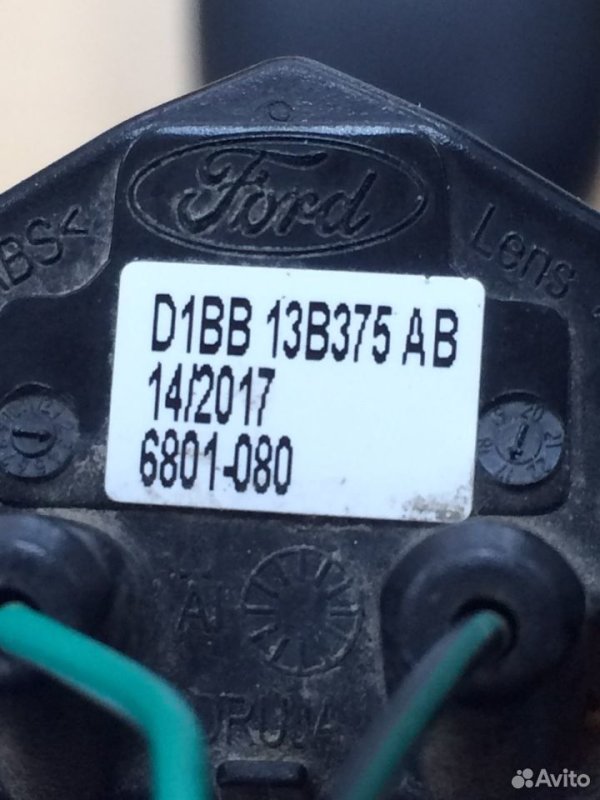 Ford
ABS<
Lens
D1BB 13B375 AB
14/2017
6801-080
Avito